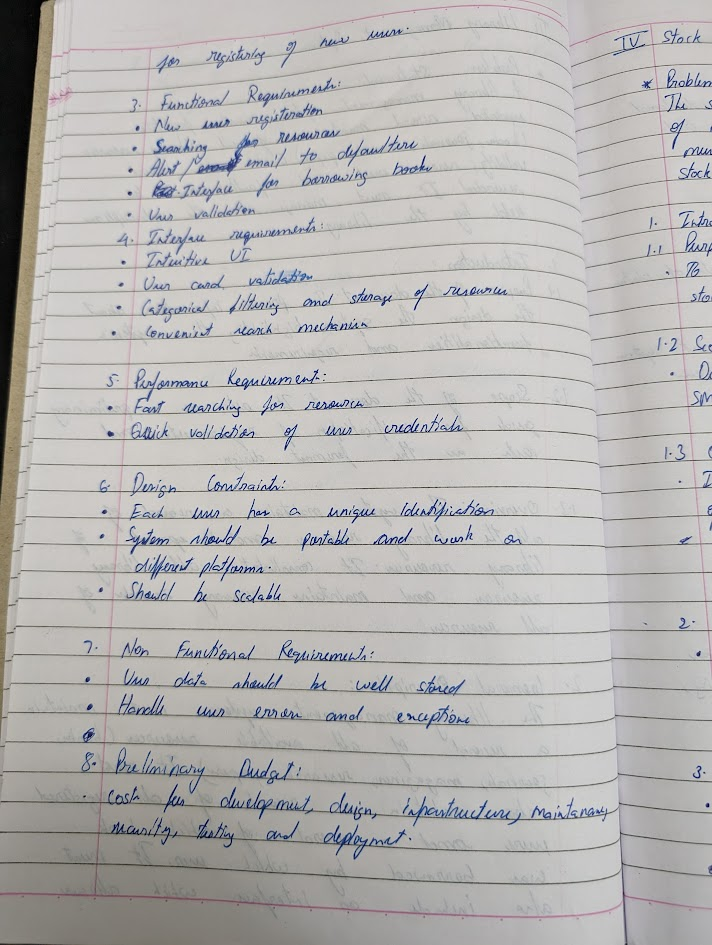 for registering of new user.
3. Functional Requirements:
• New user registeration
• Searching for resources
• Alert / email to defaulters
• Interface for borrowing books
• User validation
4. Interface requirements:
• Intuitive UI
• User card validation
• Categorical filtering and storage of resources
• Convenient search mechanism
5. Performance Requirements:
• Fast searching for resource
• Quick validation of user credentials
6. Design Constraints:
• Each user has a unique identification
• System should be portable and work on
different platforms.
• Should be scalable
7. Non Functional Requirements:
• User data should be well stored
• Handle user errors and exceptions
8. Preliminary Budget:
• costs for development, design, infrastructure, maintanance,
security, testing and deployment.
IV Stock
* Problem
The s
of
stock
1. Intro
1.1 Purp
• To
sto
1.2 Sco
•
1.3
•
2.
•
3.
•